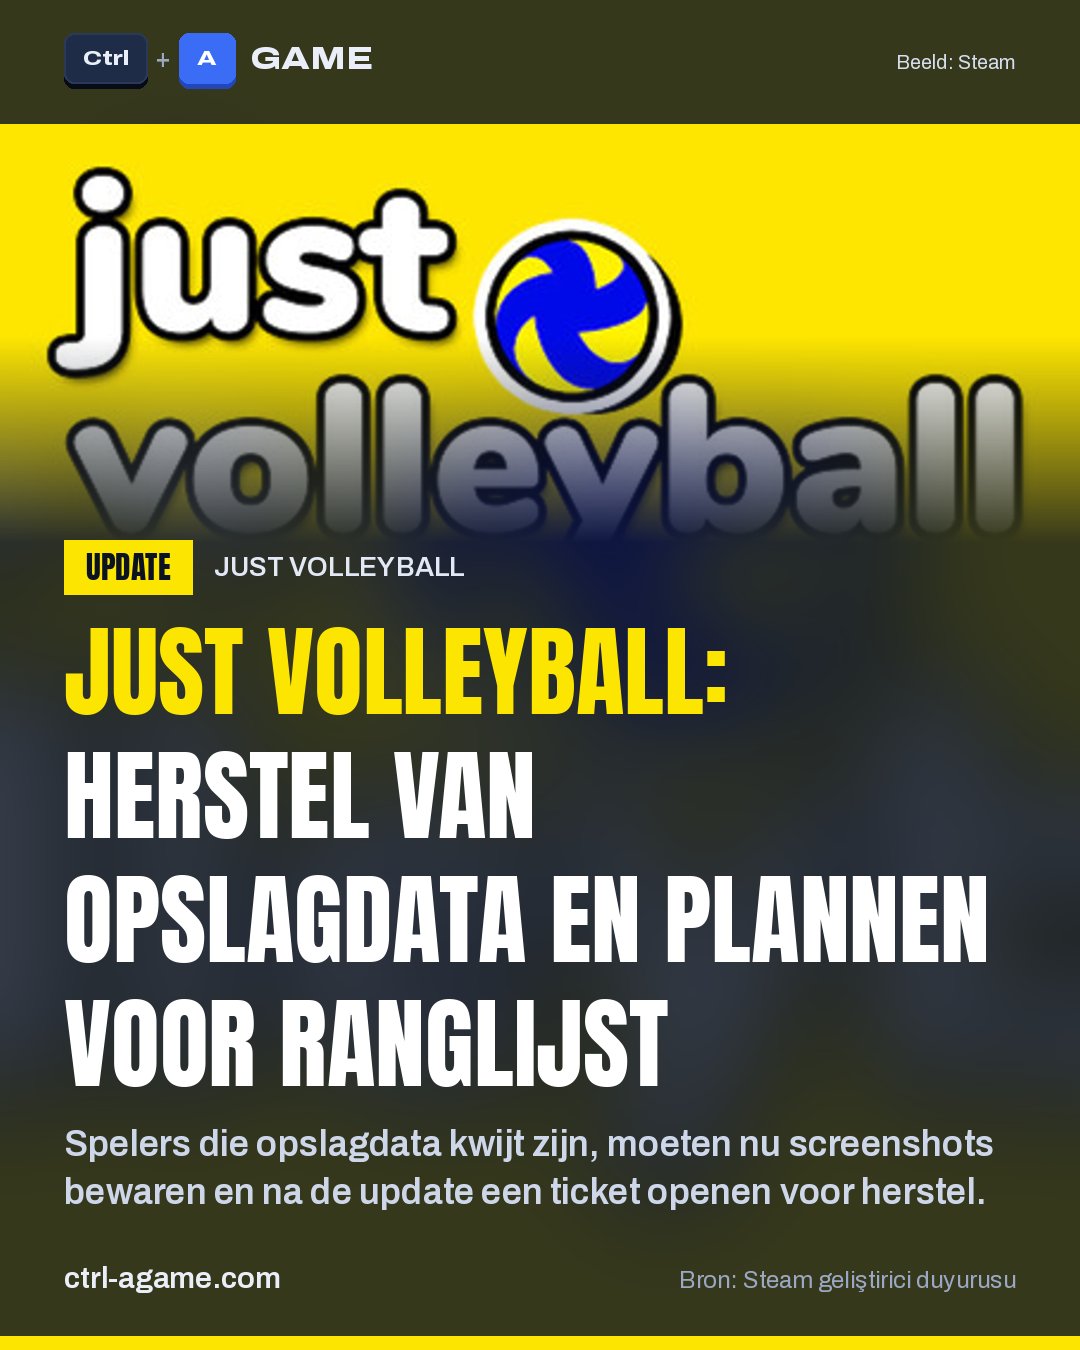 Ctrl + A GAME
Beeld: Steam
just
volleyball
UPDATE JUST VOLLEYBALL
JUST VOLLEYBALL:
HERSTEL VAN
OPSLAGDATA EN PLANNEN
VOOR RANGLIJST
Spelers die opslagdata kwijt zijn, moeten nu screenshots
bewaren en na de update een ticket openen voor herstel.
ctrl-agame.com
Bron: Steam geliştirici duyurusu